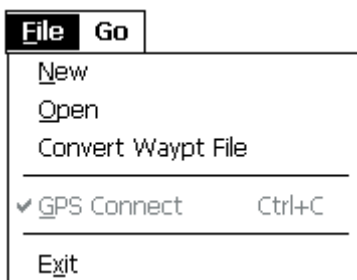 File Go
New
Open
Convert Waypt File
GPS Connect Ctrl+C
Exit